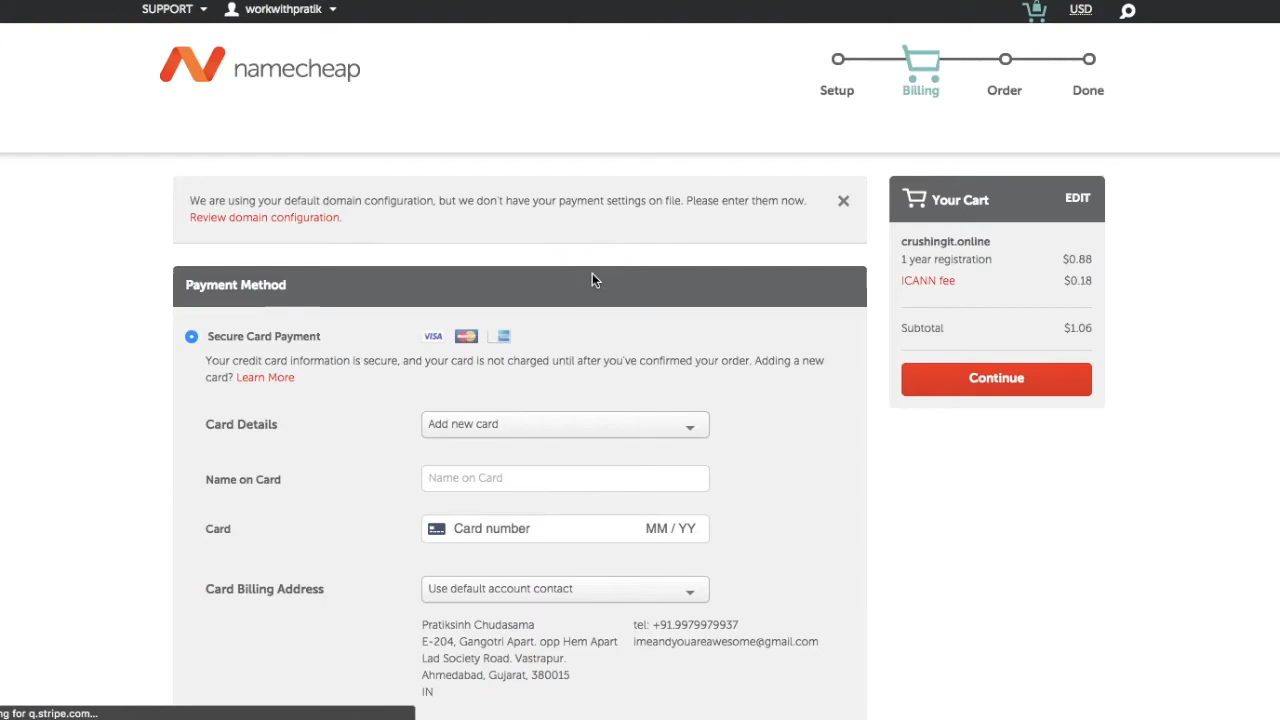 SUPPORT
workwithpratik
USD
namecheap
Setup
Billing
Order
Done
We are using your default domain configuration, but we don't have your payment settings on file. Please enter them now.
Review domain configuration.
Your Cart
EDIT
crushingit.online
1 year registration $0.88
ICANN fee $0.18
Subtotal $1.06
Continue
Payment Method
Secure Card Payment
VISA
Your credit card information is secure, and your card is not charged until after you've confirmed your order. Adding a new
card? Learn More
Card Details
Add new card
Name on Card
Name on Card
Card
Card number MM / YY
Card Billing Address
Use default account contact
Pratiksinh Chudasama
E-204, Gangotri Apart. opp Hem Apart
Lad Society Road. Vastrapur.
Ahmedabad, Gujarat, 380015
IN
tel: +91.9979979937
imeandyouareawesome@gmail.com
ng for q.stripe.com...